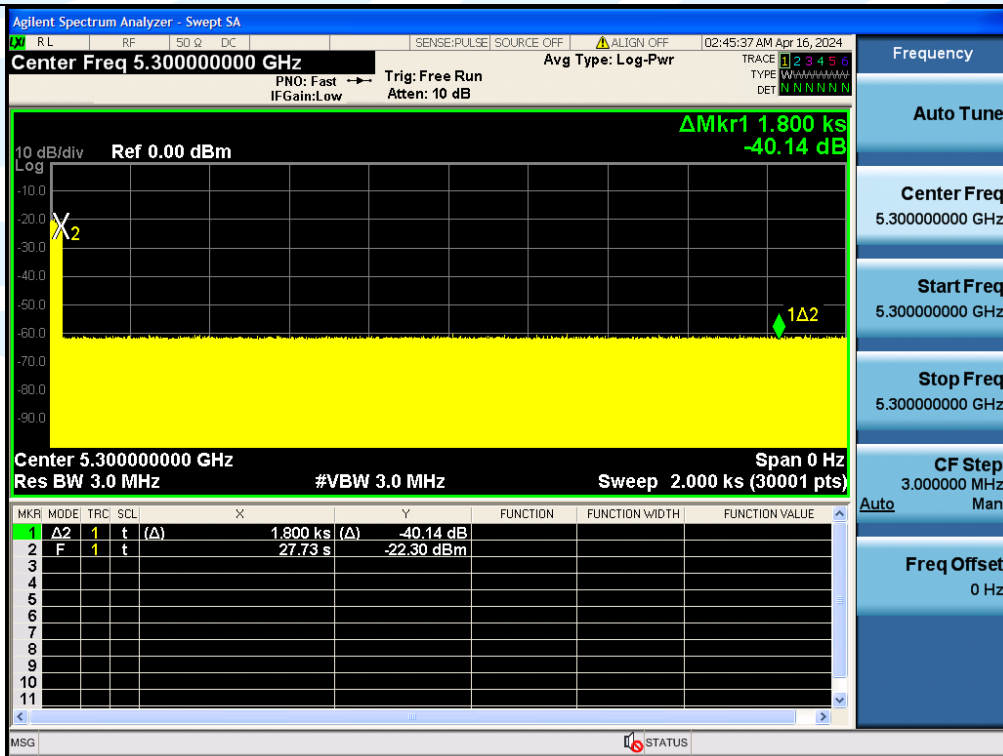 Agilent Spectrum Analyzer - Swept SA
LXI RL RF 50 Ω DC SENSE:PULSE SOURCE OFF ALIGN OFF 02:45:37 AM Apr 16, 2024
Center Freq 5.300000000 GHz Avg Type: Log-Pwr TRACE 1 2 3 4 5 6
PNO: Fast Trig: Free Run TYPE WWWWWW
IFGain:Low Atten: 10 dB DET N N N N N N
ΔMkr1 1.800 ks
10 dB/div Ref 0.00 dBm -40.14 dB
Log
-10.0
-20.0
X2
-30.0
-40.0
-50.0
1Δ2
-60.0
-70.0
-80.0
-90.0
Center 5.300000000 GHz Span 0 Hz
Res BW 3.0 MHz #VBW 3.0 MHz Sweep 2.000 ks (30001 pts)
MKR MODE TRC SCL X Y FUNCTION FUNCTION WIDTH FUNCTION VALUE
1 Δ2 1 t (Δ) 1.800 ks (Δ) -40.14 dB
2 F 1 t 27.73 s -22.30 dBm
3
4
5
6
7
8
9
10
11
MSG STATUS
Frequency
Auto Tune
Center Freq
5.300000000 GHz
Start Freq
5.300000000 GHz
Stop Freq
5.300000000 GHz
CF Step
3.000000 MHz
Auto Man
Freq Offset
0 Hz